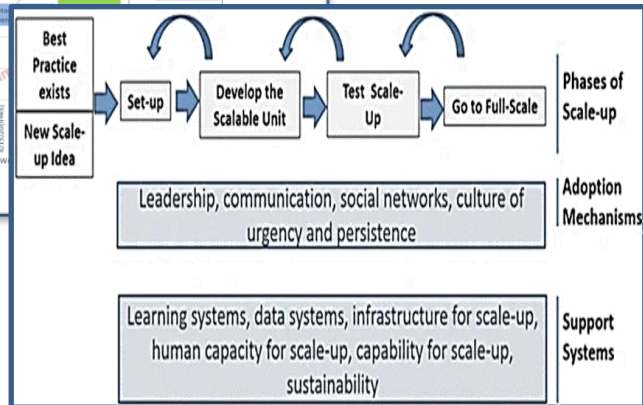 Best
Practice
exists
New Scale-
up Idea
Set-up
Develop the
Scalable Unit
Test Scale-
Up
Go to Full-Scale
Phases of
Scale-up
Leadership, communication, social networks, culture of
urgency and persistence
Adoption
Mechanisms
Learning systems, data systems, infrastructure for scale-up,
human capacity for scale-up, capability for scale-up,
sustainability
Support
Systems